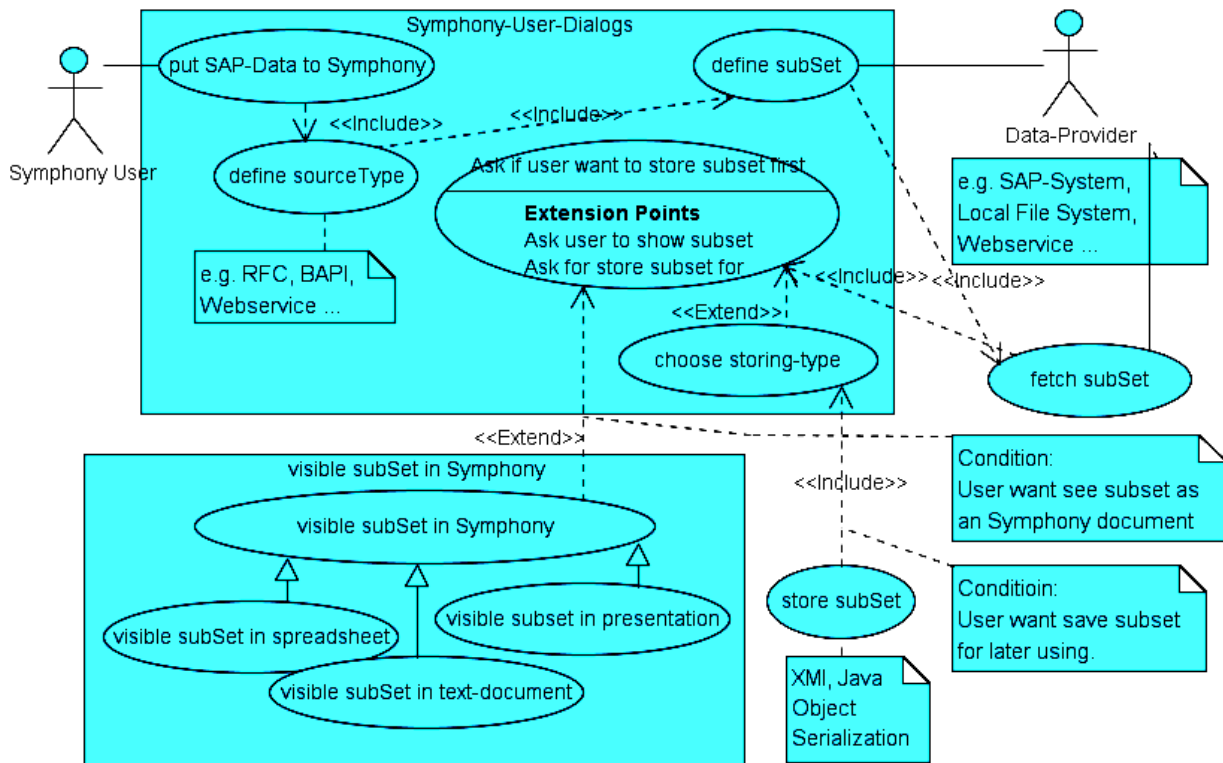 Symphony-User-Dialogs
put SAP-Data to Symphony
define subSet
<<Include>>
<<Include>>
Symphony User
Data-Provider
define sourceType
Ask if user want to store subset first
Extension Points
Ask user to show subset
Ask for store subset for
e.g. SAP-System,
Local File System,
Webservice ...
e.g. RFC, BAPI,
Webservice ...
<<Include>>
<<Include>>
<<Extend>>
choose storing-type
fetch subSet
<<Extend>>
visible subSet in Symphony
visible subSet in Symphony
visible subSet in spreadsheet
visible subset in presentation
visible subSet in text-document
<<Include>>
Condition:
User want see subset as
an Symphony document
store subSet
Conditioin:
User want save subset
for later using.
XMI, Java
Object
Serialization